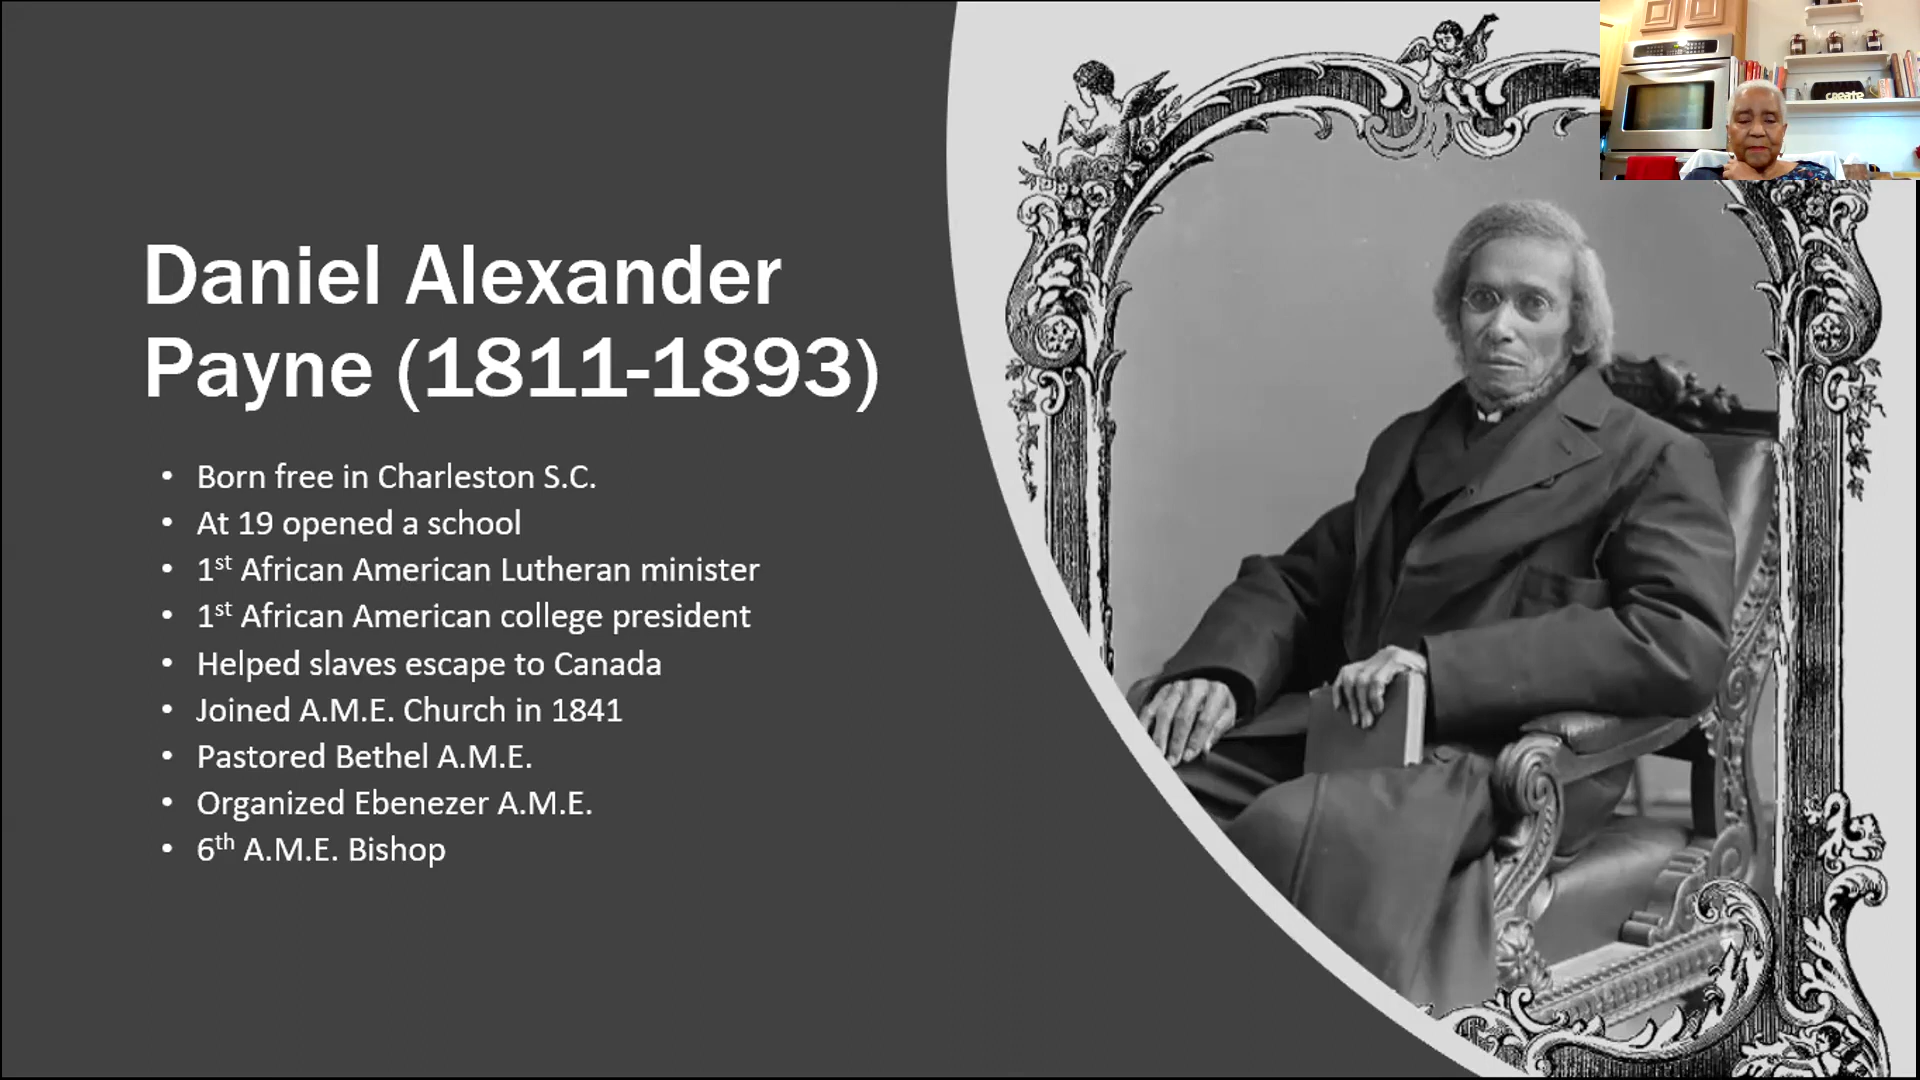 Daniel Alexander
Payne (1811-1893)
• Born free in Charleston S.C.
• At 19 opened a school
• 1st African American Lutheran minister
• 1st African American college president
• Helped slaves escape to Canada
• Joined A.M.E. Church in 1841
• Pastored Bethel A.M.E.
• Organized Ebenezer A.M.E.
• 6th A.M.E. Bishop
create